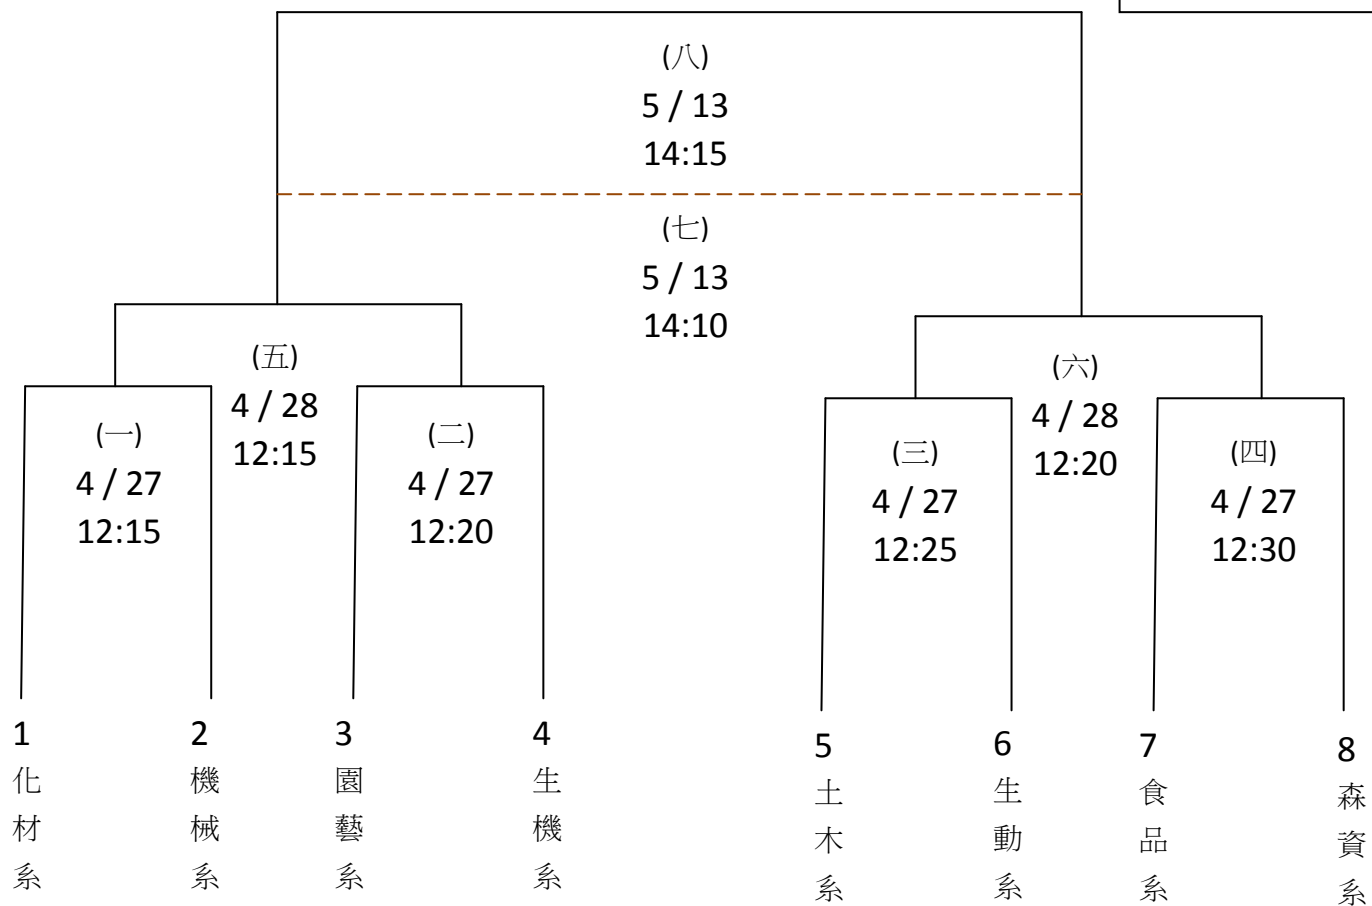 (八)
5 / 13
14:15
(七)
5 / 13
14:10
(五)
4 / 28
12:15
(六)
4 / 28
12:20
(一)
4 / 27
12:15
(二)
4 / 27
12:20
(三)
4 / 27
12:25
(四)
4 / 27
12:30
1
化材系
2
機械系
3
園藝系
4
生機系
5
土木系
6
生動系
7
食品系
8
森資系